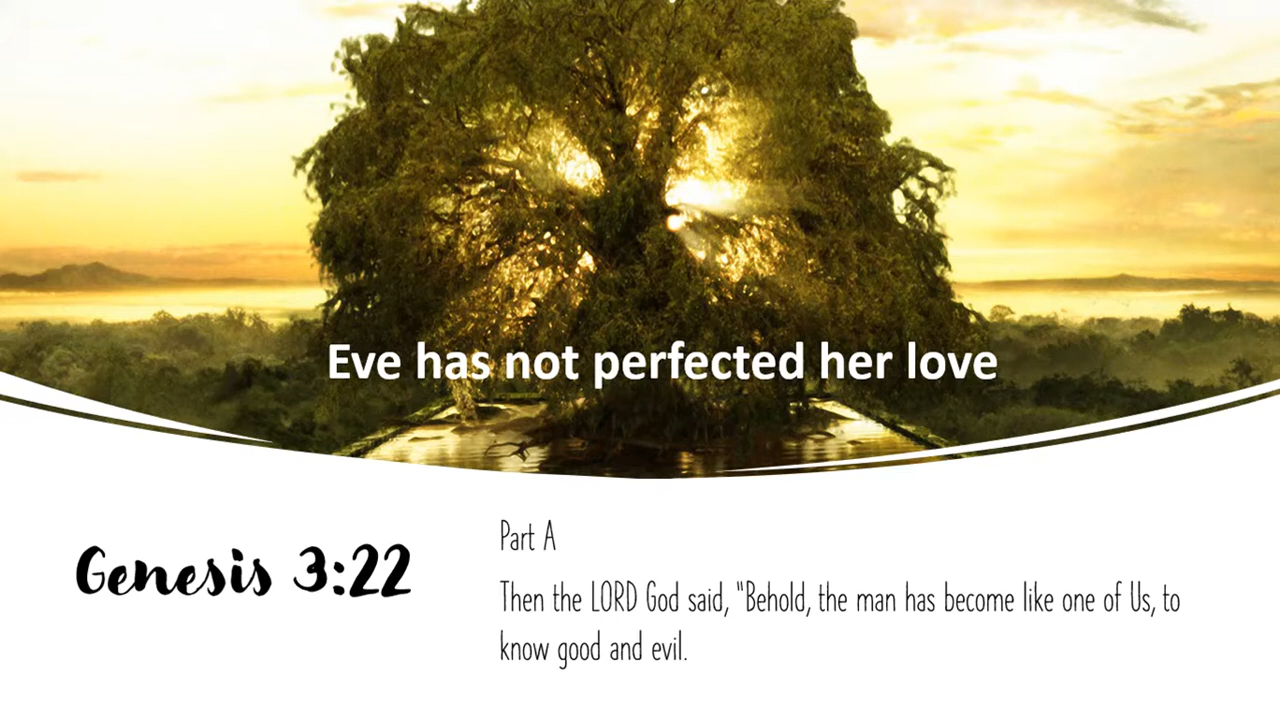 Eve has not perfected her love
Genesis 3:22
Part A
Then the LORD God said, "Behold, the man has become like one of Us, to
know good and evil.